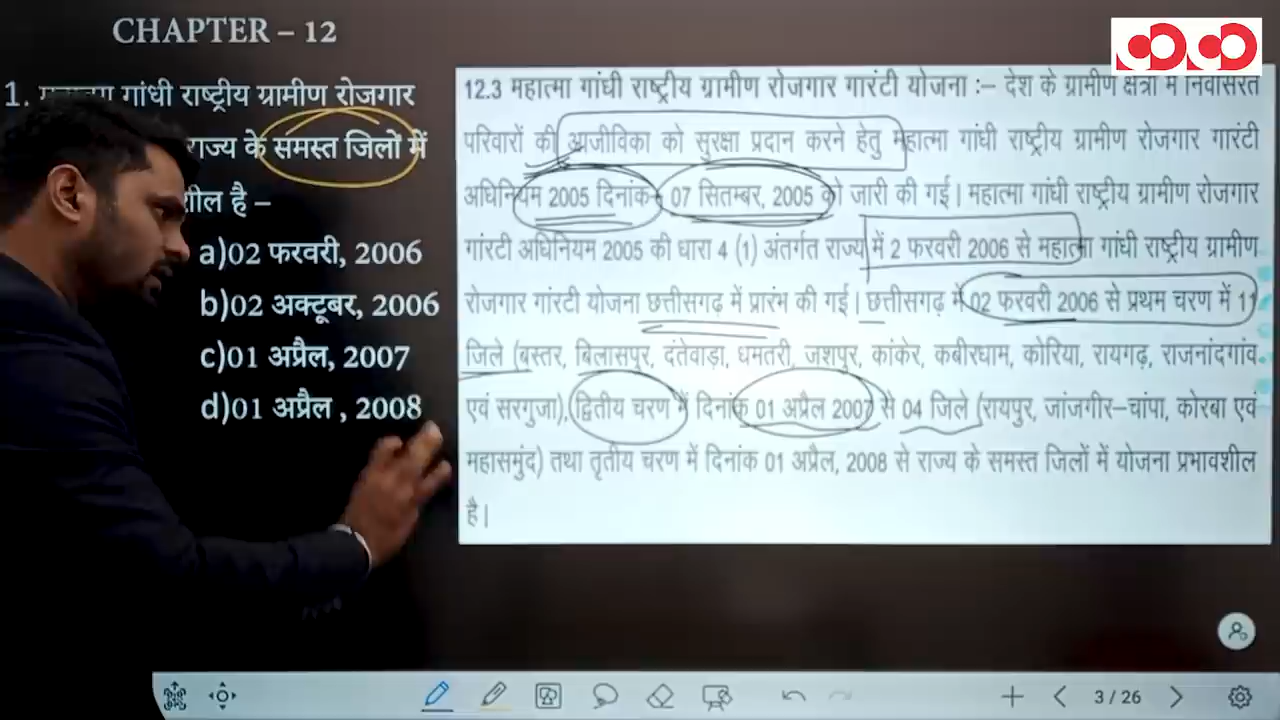 CHAPTER – 12
1. गांधी राष्ट्रीय ग्रामीण रोजगार
राज्य के समस्त जिलों में
शील है –
a)02 फरवरी, 2006
b)02 अक्टूबर, 2006
c)01 अप्रैल, 2007
d)01 अप्रैल , 2008
12.3 महात्मा गांधी राष्ट्रीय ग्रामीण रोजगार गारंटी योजना :– देश के ग्रामीण क्षेत्रों में निवासरत
परिवारों की आजीविका को सुरक्षा प्रदान करने हेतु महात्मा गांधी राष्ट्रीय ग्रामीण रोजगार गारंटी
अधिनियम 2005 दिनांक 07 सितम्बर, 2005 को जारी की गई। महात्मा गांधी राष्ट्रीय ग्रामीण रोजगार
गांरटी अधिनियम 2005 की धारा 4 (1) अंतर्गत राज्य में 2 फरवरी 2006 से महात्मा गांधी राष्ट्रीय ग्रामीण
रोजगार गांरटी योजना छत्तीसगढ़ में प्रारंभ की गई। छत्तीसगढ़ में 02 फरवरी 2006 से प्रथम चरण में 11
जिले (बस्तर, बिलासपुर, दंतेवाड़ा, धमतरी, जशपुर, कांकेर, कबीरधाम, कोरिया, रायगढ़, राजनांदगांव
एवं सरगुजा), द्वितीय चरण में दिनांक 01 अप्रैल 2007 से 04 जिले (रायपुर, जांजगीर–चांपा, कोरबा एवं
महासमुंद) तथा तृतीय चरण में दिनांक 01 अप्रैल, 2008 से राज्य के समस्त जिलों में योजना प्रभावशील
है।
3 / 26